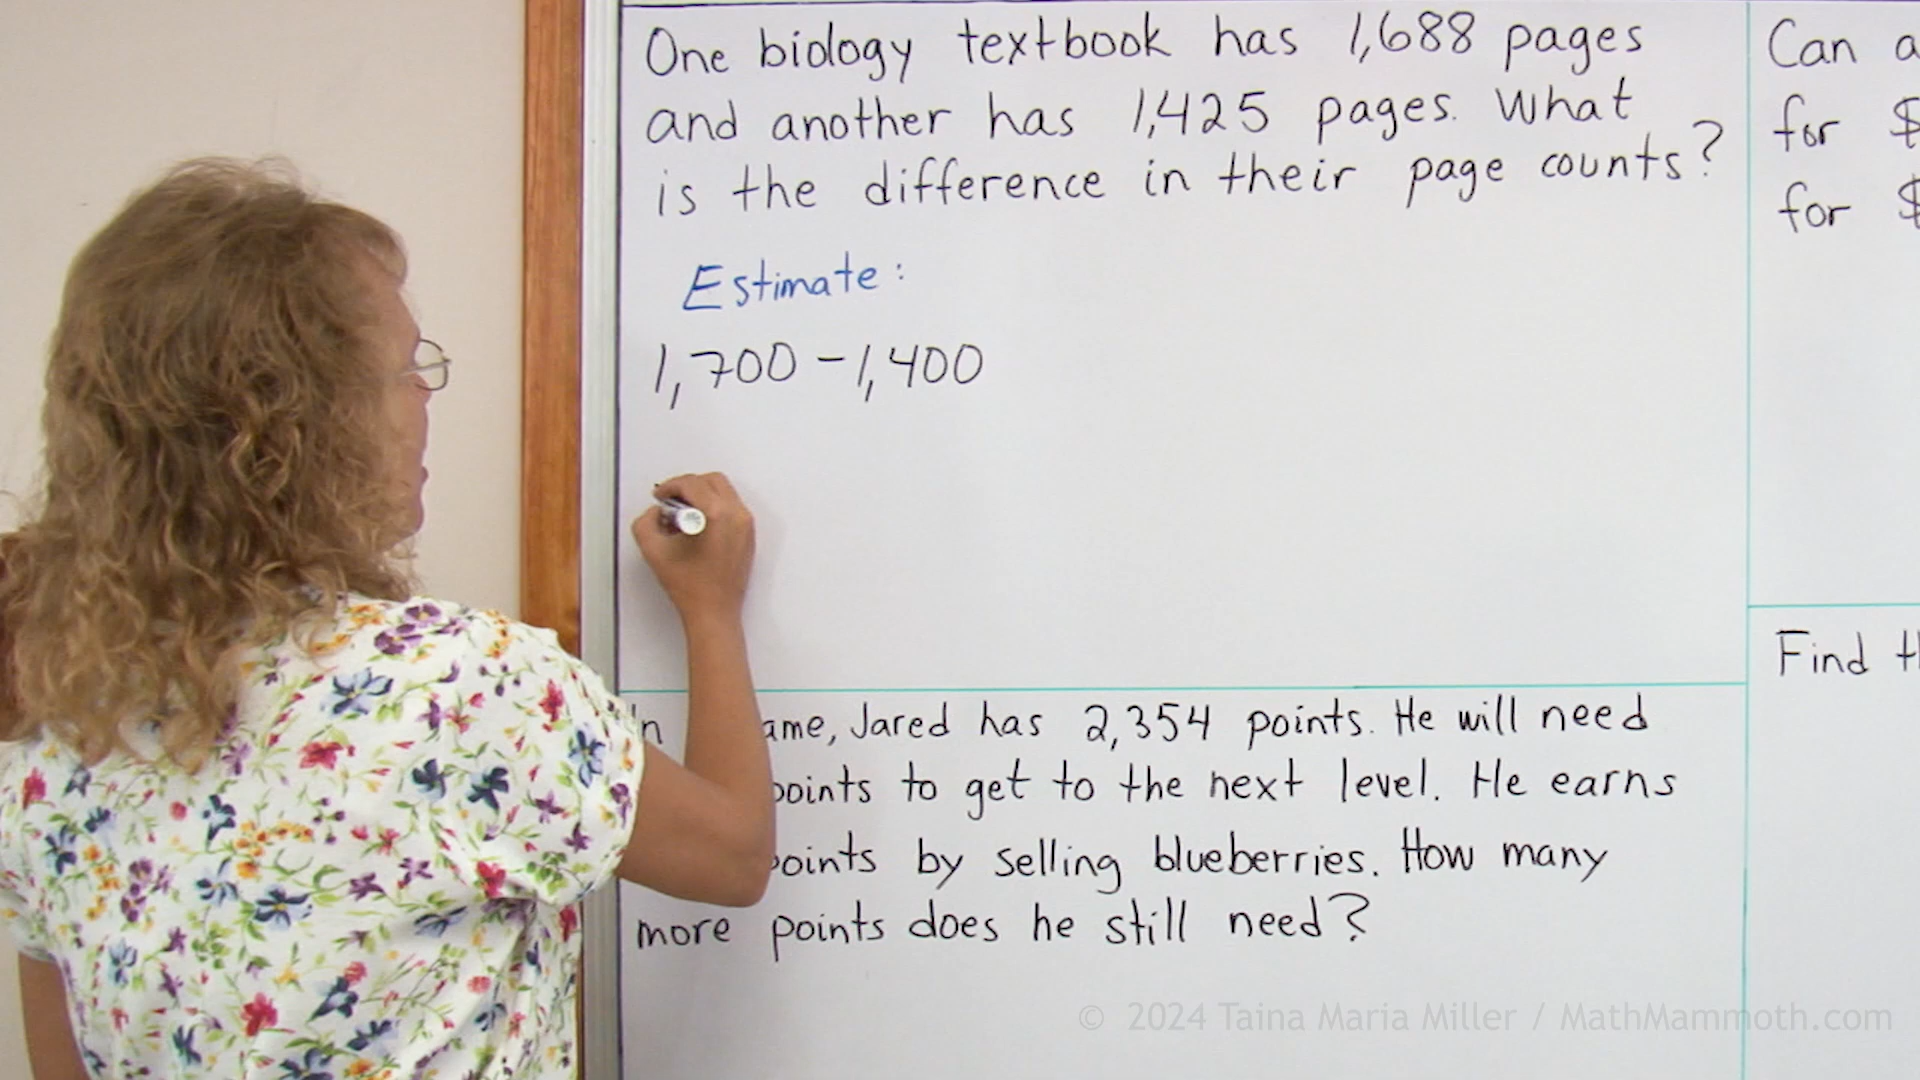 One biology textbook has 1,688 pages
and another has 1,425 pages. What
is the difference in their page counts?
Estimate:
1,700 - 1,400
In ame, Jared has 2,354 points. He will need
points to get to the next level. He earns
points by selling blueberries. How many
more points does he still need?
Can a
for $
for $
Find th
© 2024 Taina Maria Miller / MathMammoth.com